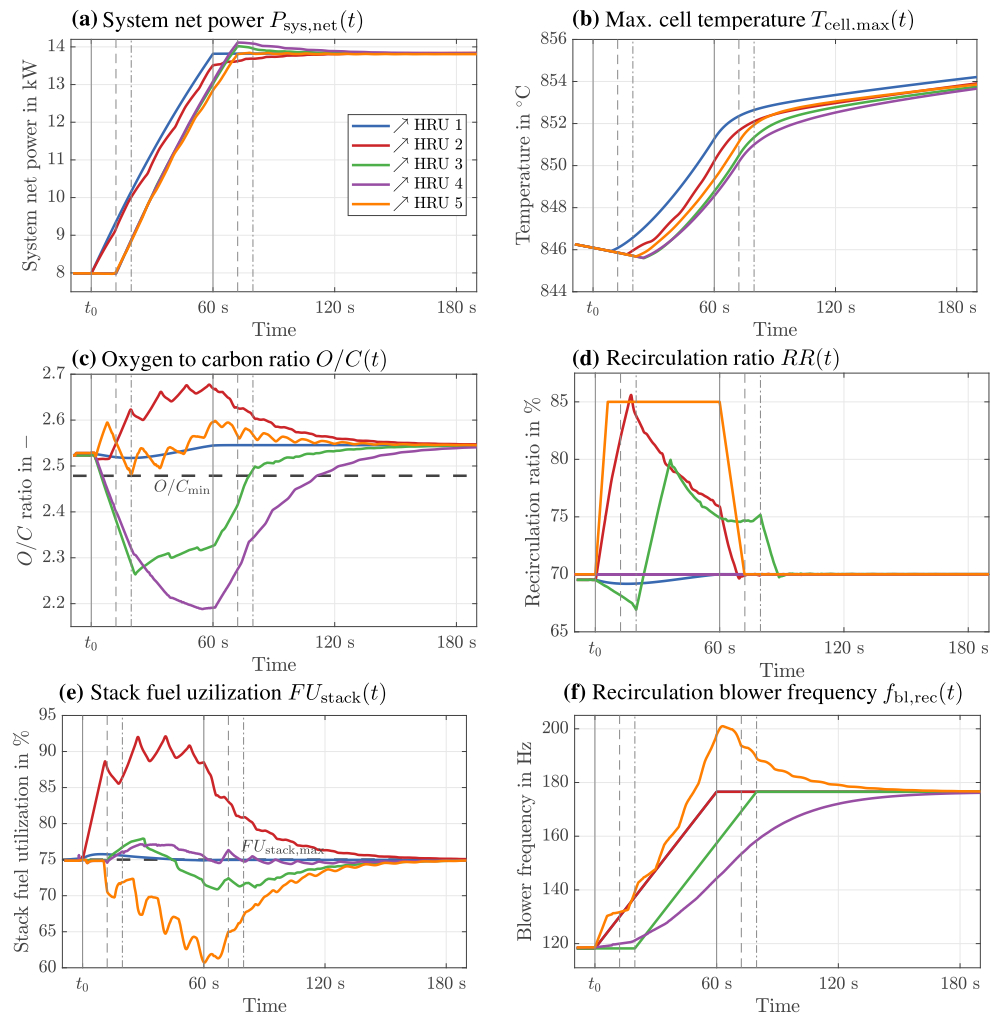 (a) System net power P_sys,net(t)
System net power in kW
14
13
12
11
10
9
8
↗ HRU 1
↗ HRU 2
↗ HRU 3
↗ HRU 4
↗ HRU 5
t_0 60 s 120 s 180 s
Time
(b) Max. cell temperature T_cell.max(t)
Temperature in °C
856
854
852
850
848
846
844
t_0 60 s 120 s 180 s
Time
(c) Oxygen to carbon ratio O/C(t)
O/C ratio in −
2.7
2.6
2.5
2.4
2.3
2.2
O/C_min
t_0 60 s 120 s 180 s
Time
(d) Recirculation ratio RR(t)
Recirculation ratio in %
85
80
75
70
65
t_0 60 s 120 s 180 s
Time
(e) Stack fuel uzilization FU_stack(t)
Stack fuel utilization in %
95
90
85
80
75
70
65
60
FU_stack,max
t_0 60 s 120 s 180 s
Time
(f) Recirculation blower frequency f_bl,rec(t)
Blower frequency in Hz
200
180
160
140
120
t_0 60 s 120 s 180 s
Time